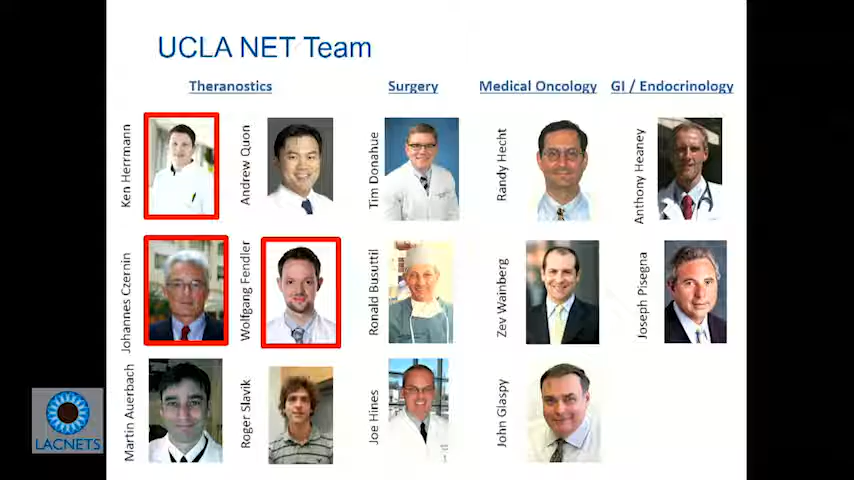 UCLA NET Team
Theranostics
Surgery
Medical Oncology
GI / Endocrinology
Ken Herrmann
Andrew Quon
Tim Donahue
Randy Hecht
Anthony Heaney
Johannes Czernin
Wolfgang Fendler
Ronald Busuttil
Zev Wainberg
Joseph Pisegna
Martin Auerbach
Roger Slavik
Joe Hines
John Glaspy
LACNETS